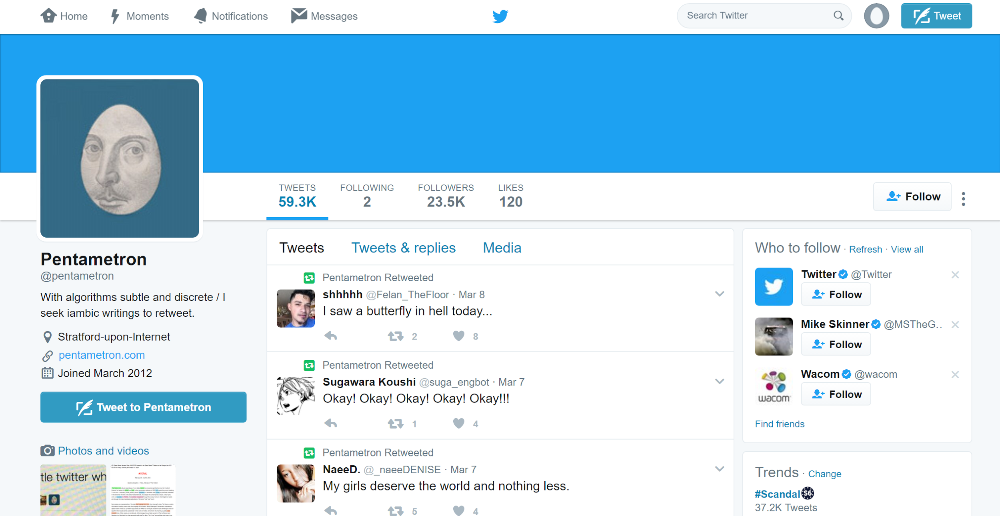 Home
Moments
Notifications
Messages
Search Twitter
Tweet
TWEETS
59.3K
FOLLOWING
2
FOLLOWERS
23.5K
LIKES
120
Follow
Pentametron
@pentametron
With algorithms subtle and discrete / I
seek iambic writings to retweet.
Stratford-upon-Internet
pentametron.com
Joined March 2012
Tweet to Pentametron
Photos and videos
tle twitter wh
#VIRAL
Tweets
Tweets & replies
Media
Pentametron Retweeted
shhhhh @Felan_TheFloor · Mar 8
I saw a butterfly in hell today...
2
8
Pentametron Retweeted
Sugawara Koushi @suga_engbot · Mar 7
Okay! Okay! Okay! Okay! Okay!!!
1
4
Pentametron Retweeted
NaeeD. @_naeeDENISE · Mar 7
My girls deserve the world and nothing less.
5
4
Who to follow · Refresh · View all
Twitter @Twitter
Follow
Mike Skinner @MSTheG..
Follow
wacom
Wacom @wacom
Follow
Find friends
Trends · Change
#Scandal S6
37.2K Tweets